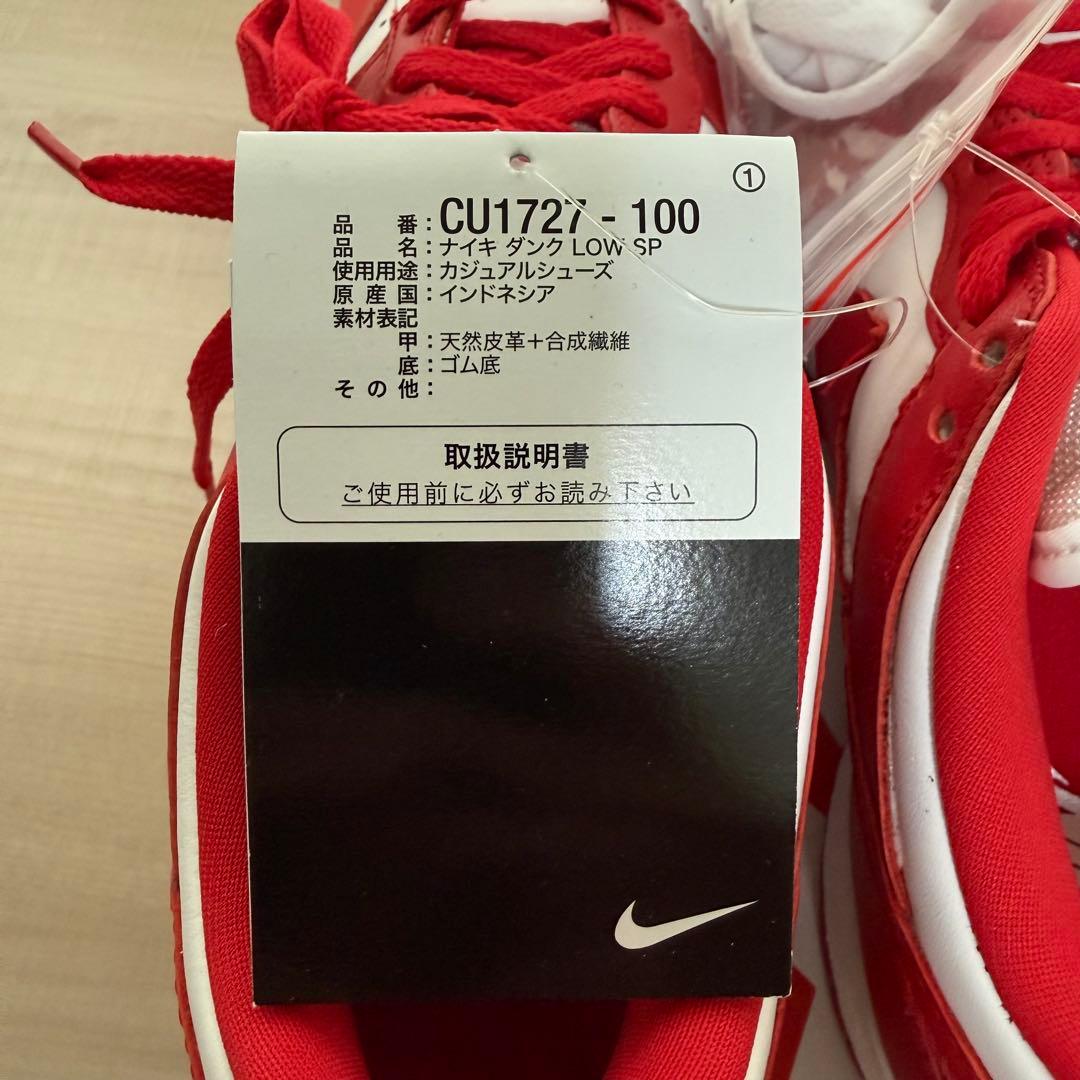 ①
品番：CU1727 - 100
品名：ナイキ ダンク LOW SP
使用用途：カジュアルシューズ
原産国：インドネシア
素材表記
甲：天然皮革＋合成繊維
底：ゴム底
その他：
取扱説明書
ご使用前に必ずお読み下さい